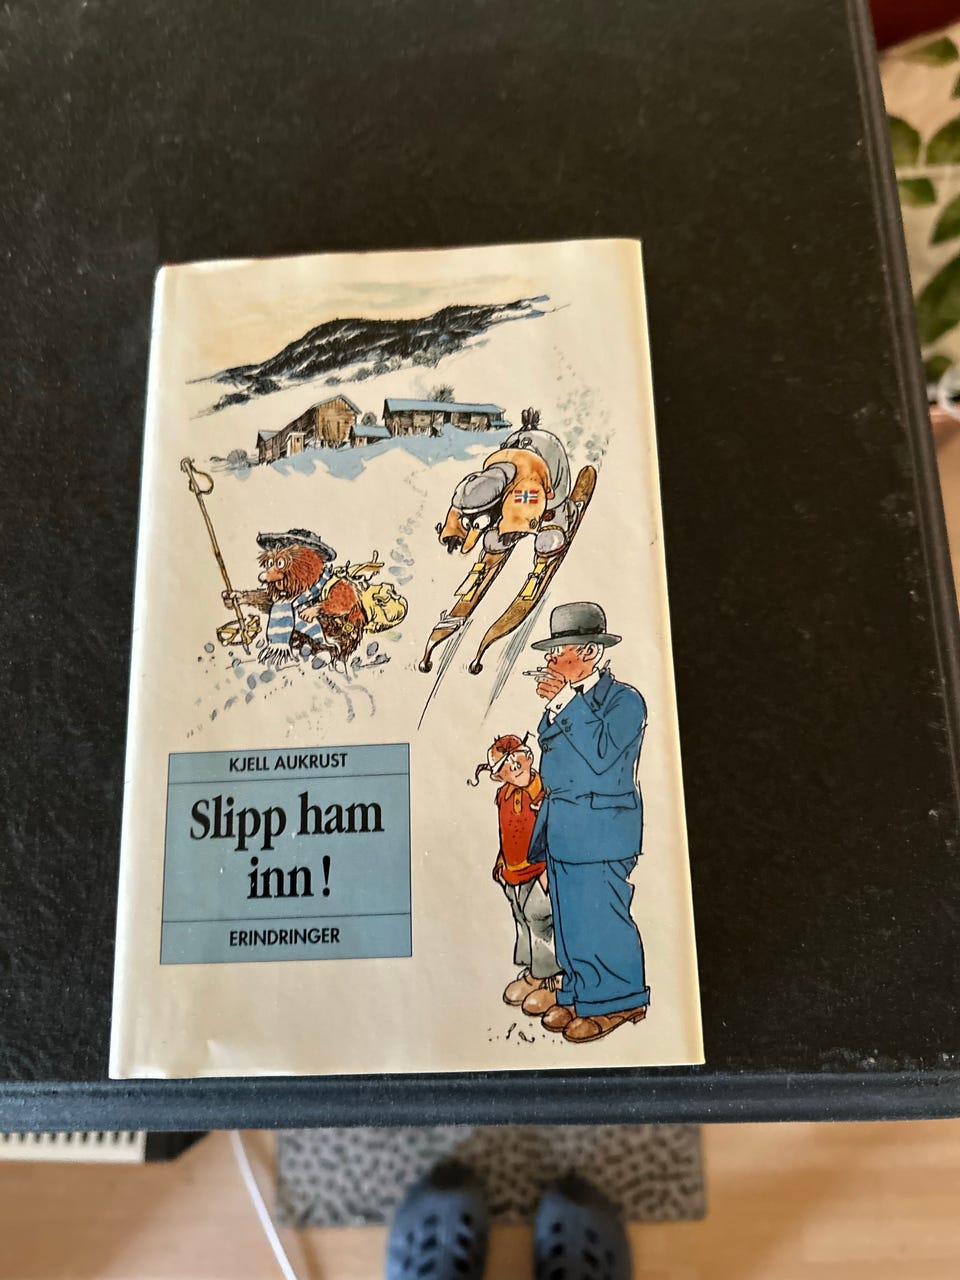 KJELL AUKRUST
Slipp ham
inn!
ERINDRINGER